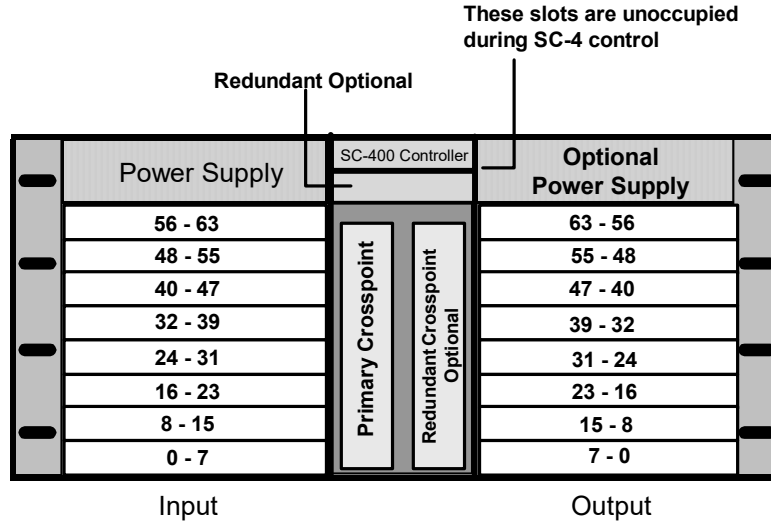 These slots are unoccupied
during SC-4 control
Redundant Optional
Power Supply
SC-400 Controller
Optional
Power Supply
56 - 63
48 - 55
40 - 47
32 - 39
24 - 31
16 - 23
8 - 15
0 - 7
Primary Crosspoint
Redundant Crosspoint
Optional
63 - 56
55 - 48
47 - 40
39 - 32
31 - 24
23 - 16
15 - 8
7 - 0
Input
Output